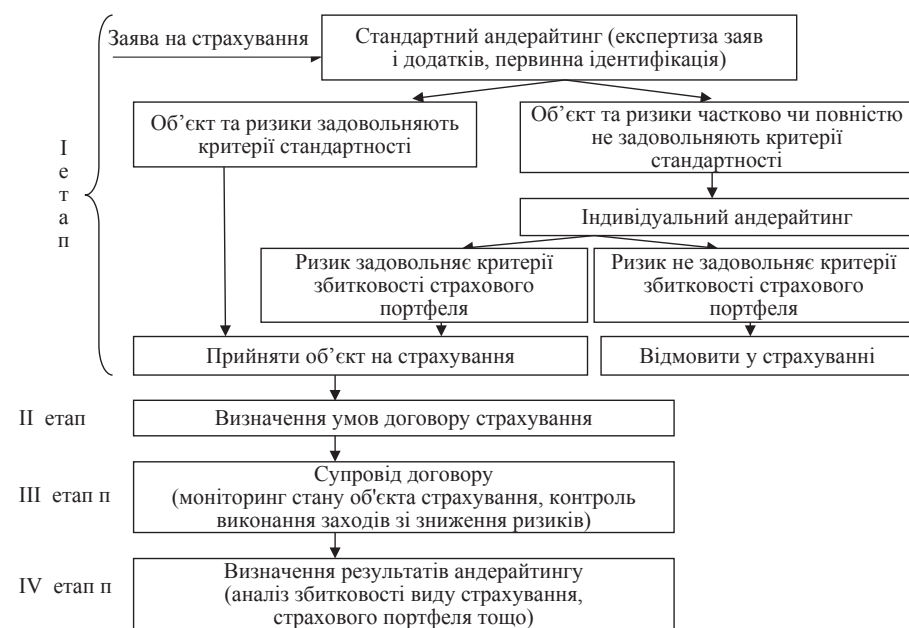 Заява на страхування
Стандартний андерайтинг (експертиза заяв
і додатків, первинна ідентифікація)
Об’єкт та ризики задовольняють
критерії стандартності
Об’єкт та ризики частково чи повністю
не задовольняють критерії
стандартності
І
е
т
а
п
Індивідуальний андерайтинг
Ризик задовольняє критерії
збитковості страхового
портфеля
Ризик не задовольняє критерії
збитковості страхового
портфеля
Прийняти об’єкт на страхування
Відмовити у страхуванні
ІІ етап
Визначення умов договору страхування
ІІІ етап п
Супровід договору
(моніторинг стану об'єкта страхування, контроль
виконання заходів зі зниження ризиків)
IV етап п
Визначення результатів андерайтингу
(аналіз збитковості виду страхування,
страхового портфеля тощо)